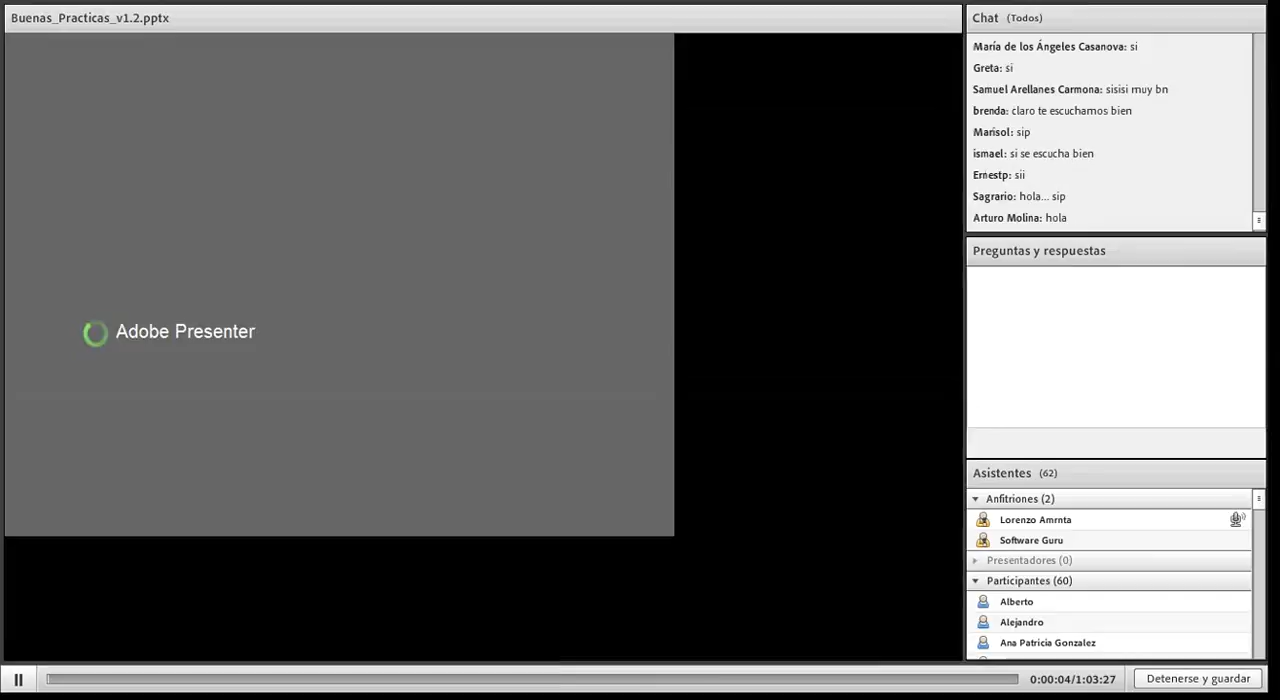 Buenas_Practicas_v1.2.pptx
Adobe Presenter
Chat (Todos)
María de los Ángeles Casanova: si
Greta: si
Samuel Arellanes Carmona: sisisi muy bn
brenda: claro te escuchamos bien
Marisol: sip
ismael: si se escucha bien
Ernestp: sii
Sagrario: hola... sip
Arturo Molina: hola
Preguntas y respuestas
Asistentes (62)
Anfitriones (2)
Lorenzo Amrnta
Software Guru
Presentadores (0)
Participantes (60)
Alberto
Alejandro
Ana Patricia Gonzalez
0:00:04/1:03:27
Detenerse y guardar